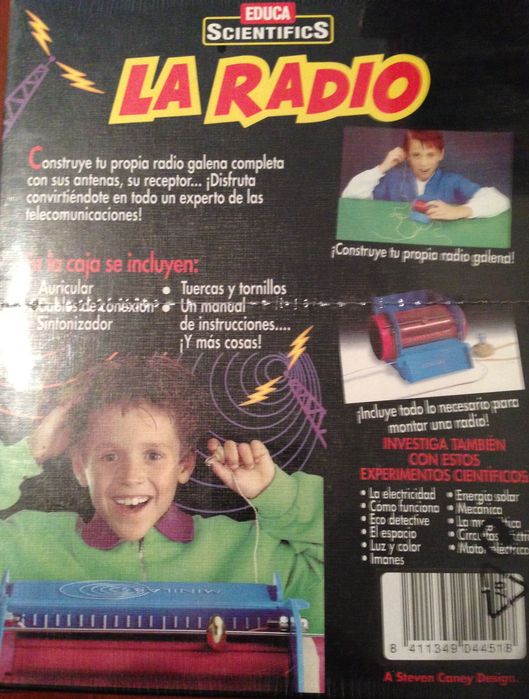 EDUCA
SCIENTIFICS
LA RADIO
Construye tu propia radio galena completa
con sus antenas, su receptor... ¡Disfruta
convirtiéndote en todo un experto de las
telecomunicaciones!
¡Construye tu propia radio galena!
la caja se incluyen:
Auricular
Cables de conexión
Sintonizador
• Tuercas y tornillos
• Un manual
de instrucciones....
¡Y más cosas!
¡Incluye todo lo necesario para
montar una radio!
INVESTIGA TAMBIEN
CON ESTOS
EXPERIMENTOS CIENTIFICOS
• La electricidad
• Cómo funciona
• Eco detective
• El espacio
• Luz y color
• Imanes
• Energía solar
• Mecánica
• La
MINILAB
8 411349 044518
A Steven Caney Design.